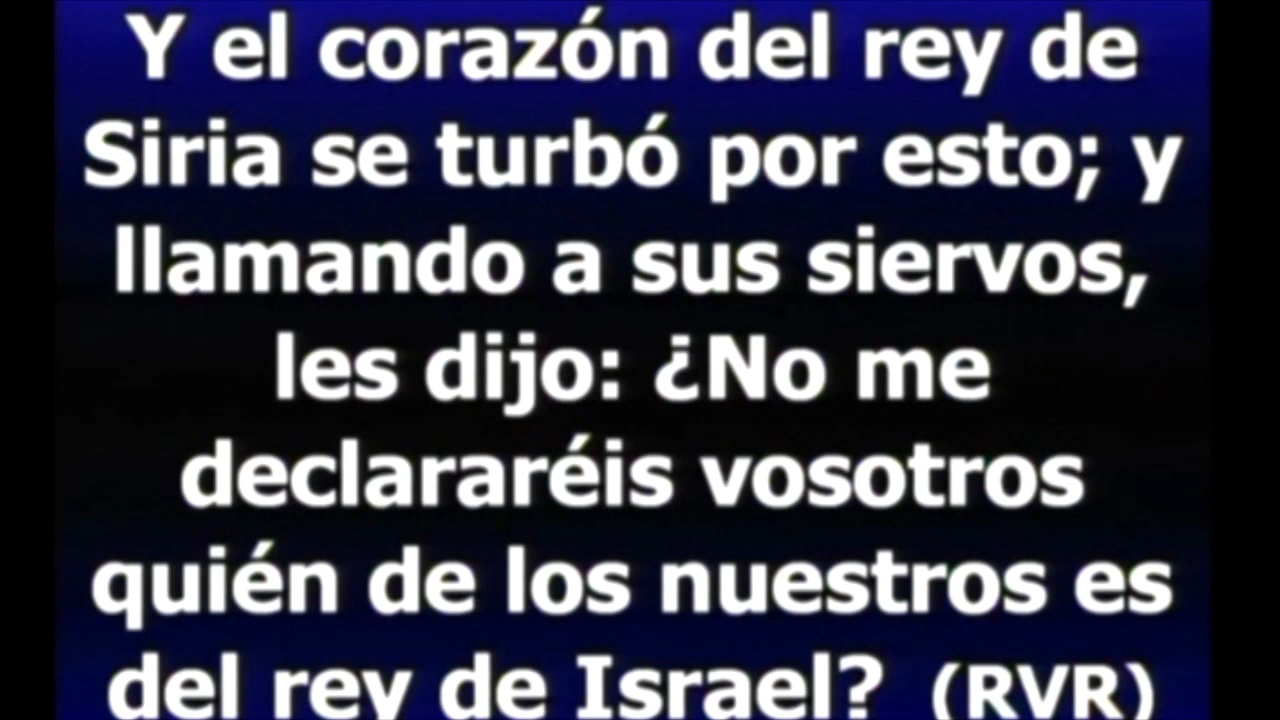 Y el corazón del rey de
Siria se turbó por esto; y
llamando a sus siervos,
les dijo: ¿No me
declararéis vosotros
quién de los nuestros es
del rey de Israel? (RVR)